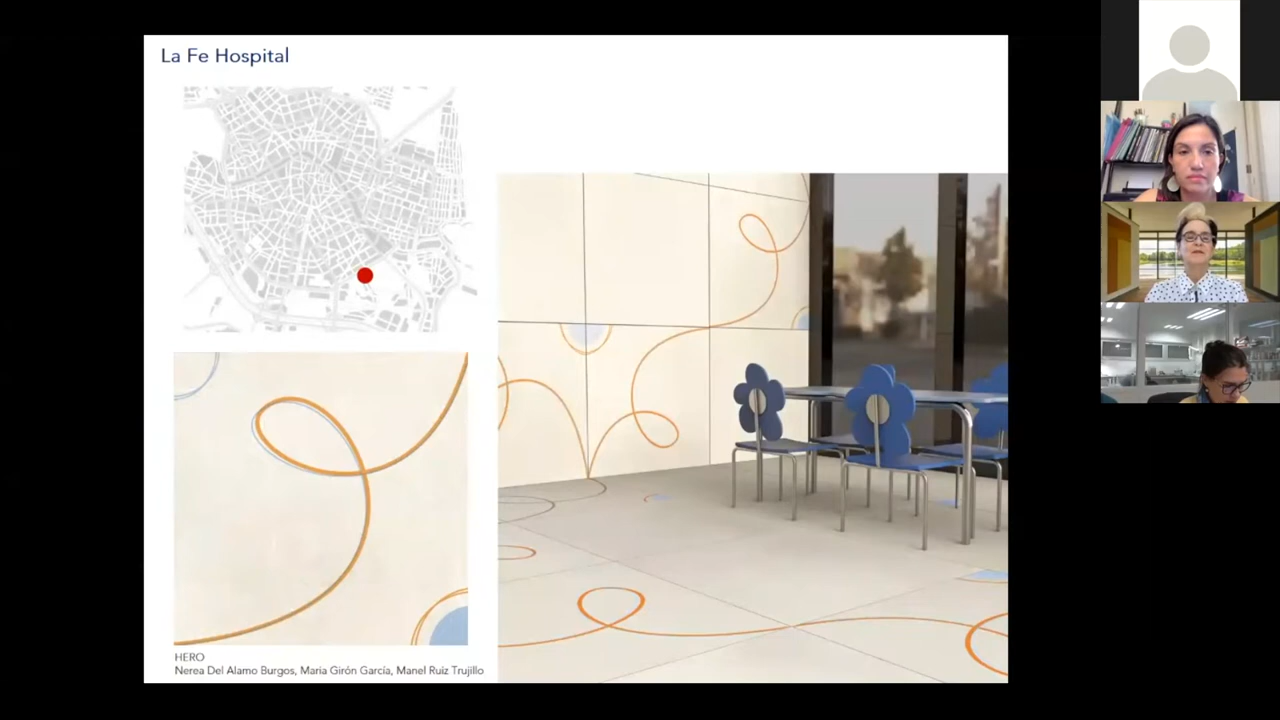 La Fe Hospital
HERO
Nerea Del Alamo Burgos, Maria Girón García, Manel Ruiz Trujillo